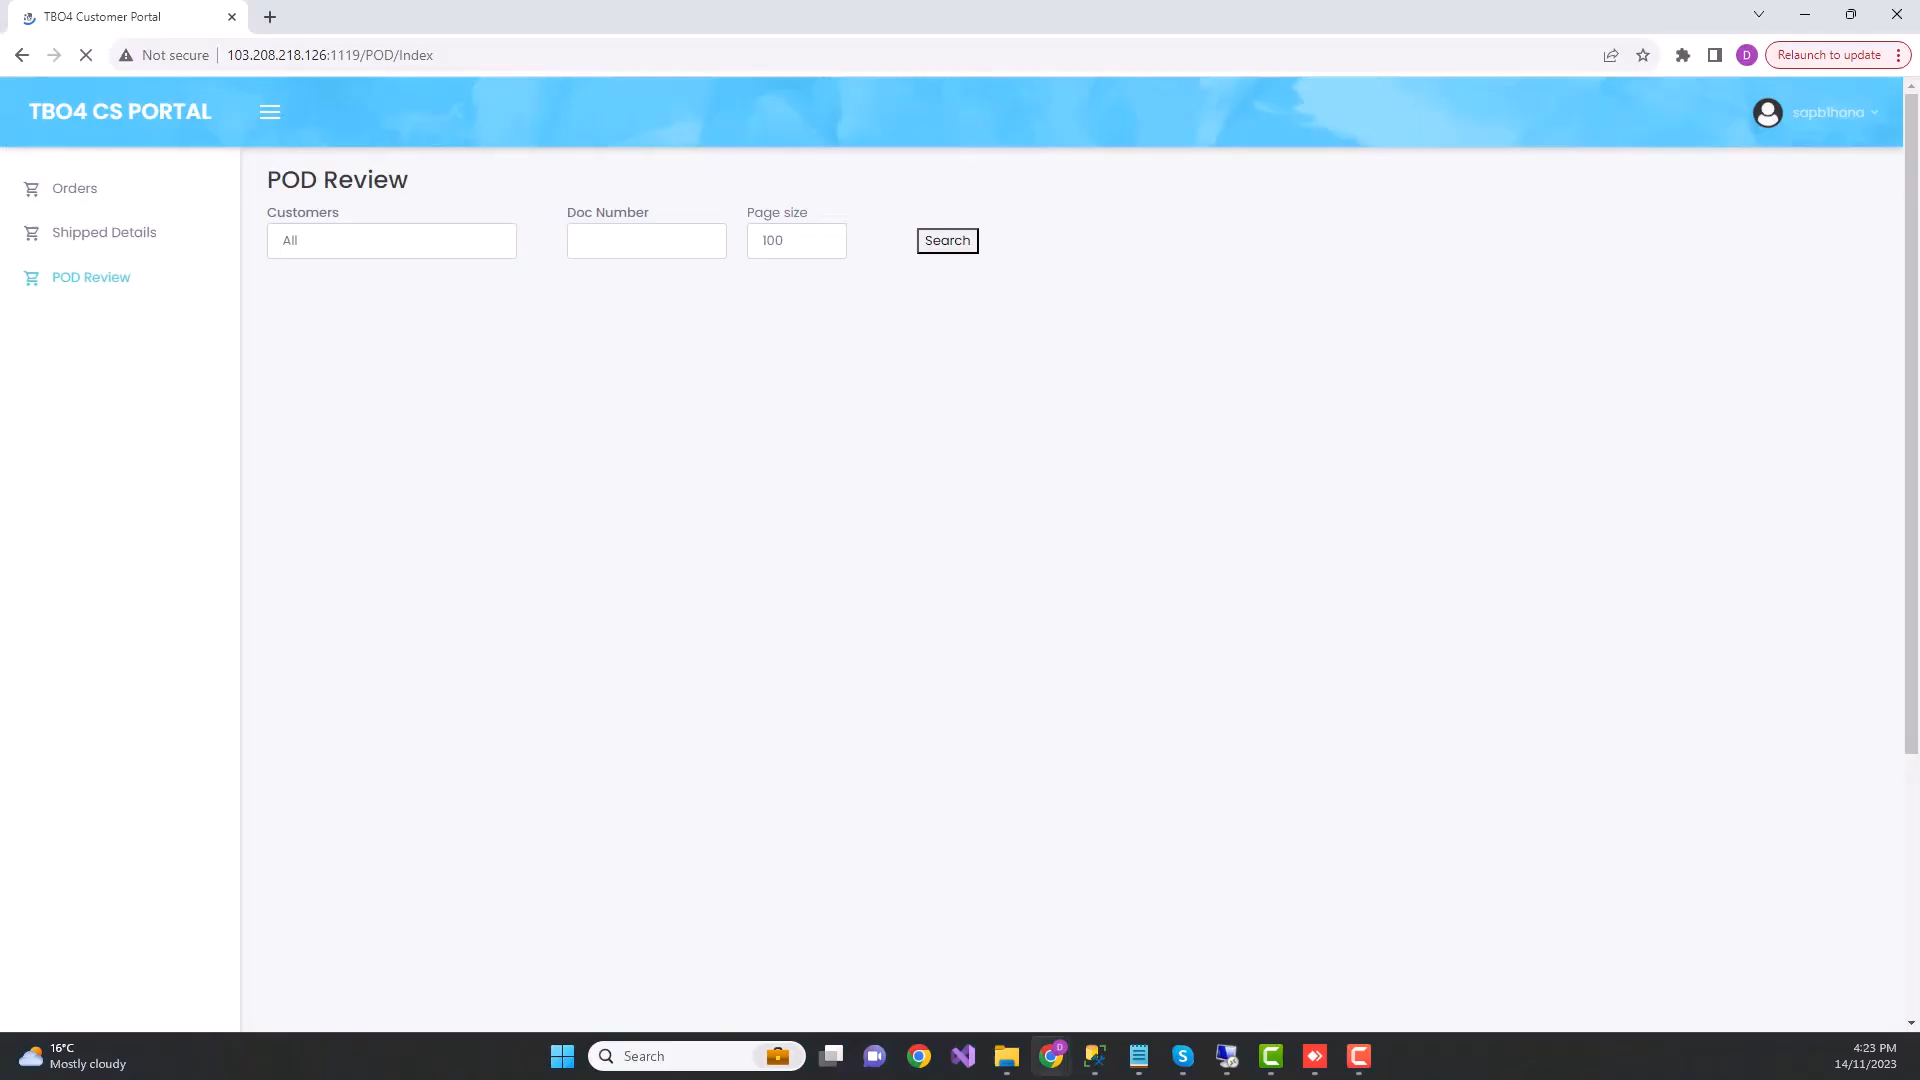 TBO4 Customer Portal
Not secure
103.208.218.126:1119/POD/Index
D
Relaunch to update
TBO4 CS PORTAL
sapb1hana
Orders
Shipped Details
POD Review
POD Review
Customers
Doc Number
Page size
All
100
Search
16°C
Mostly cloudy
Search
D
4:23 PM
14/11/2023